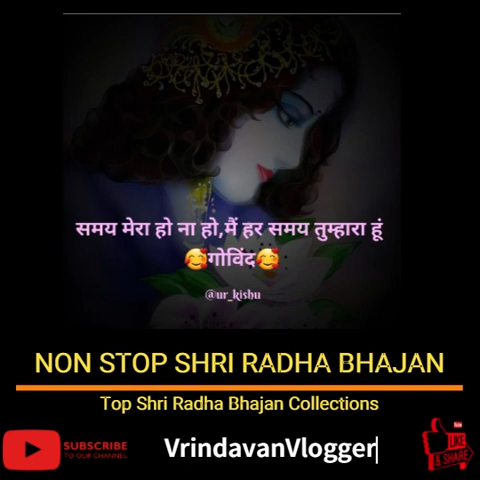 समय मेरा हो ना हो,मैं हर समय तुम्हारा हूं
🥰गोविंद🥰
@ur_kishu
NON STOP SHRI RADHA BHAJAN
Top Shri Radha Bhajan Collections
SUBSCRIBE
TO OUR CHANNEL
VrindavanVlogger
LIKE
& SHARE